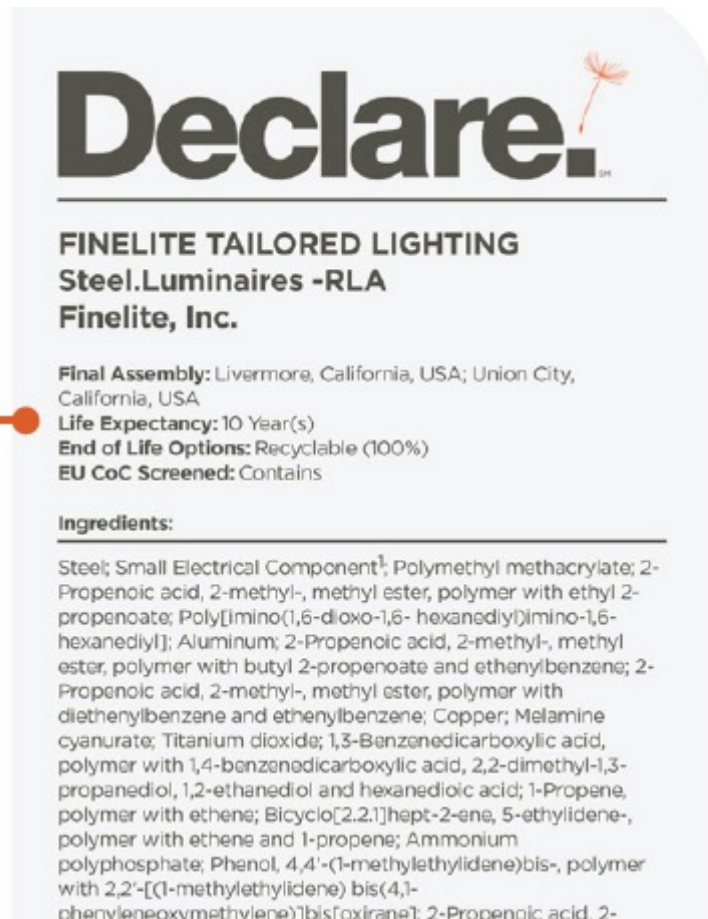 Declare.
SM
FINELITE TAILORED LIGHTING
Steel.Luminaires -RLA
Finelite, Inc.
Final Assembly: Livermore, California, USA; Union City,
California, USA
Life Expectancy: 10 Year(s)
End of Life Options: Recyclable (100%)
EU CoC Screened: Contains
Ingredients:
Steel; Small Electrical Component¹; Polymethyl methacrylate; 2-
Propenoic acid, 2-methyl-, methyl ester, polymer with ethyl 2-
propenoate; Poly[imino(1,6-dioxo-1,6- hexanediyl)imino-1,6-
hexanediyl]; Aluminum; 2-Propenoic acid, 2-methyl-, methyl
ester, polymer with butyl 2-propenoate and ethenylbenzene; 2-
Propenoic acid, 2-methyl-, methyl ester, polymer with
diethenylbenzene and ethenylbenzene; Copper; Melamine
cyanurate; Titanium dioxide; 1,3-Benzenedicarboxylic acid,
polymer with 1,4-benzenedicarboxylic acid, 2,2-dimethyl-1,3-
propanediol, 1,2-ethanediol and hexanedioic acid; 1-Propene,
polymer with ethene; Bicyclo[2.2.1]hept-2-ene, 5-ethylidene-,
polymer with ethene and 1-propene; Ammonium
polyphosphate; Phenol, 4,4'-(1-methylethylidene)bis-, polymer
with 2,2'-[(1-methylethylidene) bis(4,1-
phenyleneoxymethylene)]bis[oxirane]; 2-Propenoic acid, 2-